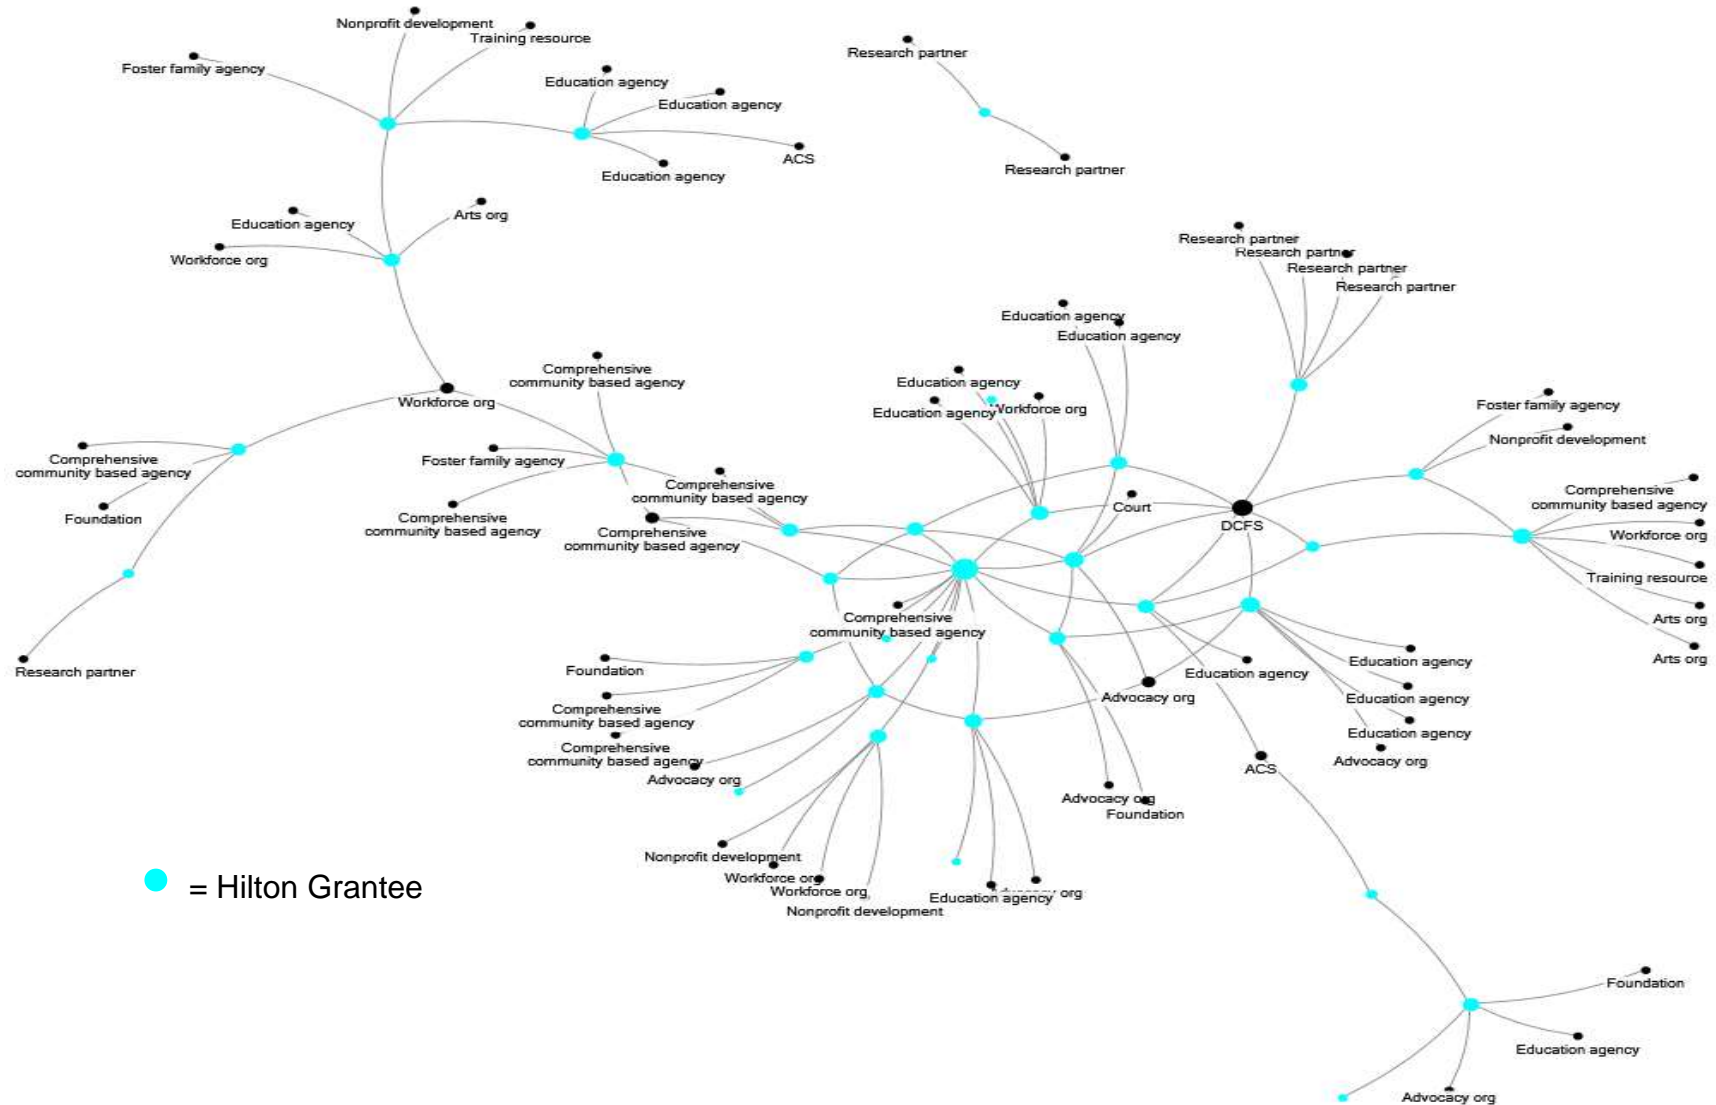 Nonprofit development
Training resource
Foster family agency
Education agency
Education agency
ACS
Education agency
Research partner
Research partner
Arts org
Education agency
Workforce org
Research partner
Research partner
Research partner
Research partner
Education agency
Education agency
Comprehensive
community based agency
Education agency
Education agency
Workforce org
Workforce org
Foster family agency
Nonprofit development
Comprehensive
community based agency
Foundation
Foster family agency
Comprehensive
community based agency
Comprehensive
community based agency
Comprehensive
community based agency
Court
DCFS
Comprehensive
community based agency
Workforce org
Training resource
Arts org
Arts org
Comprehensive
community based agency
Research partner
Foundation
Comprehensive
community based agency
Comprehensive
community based agency
Advocacy org
Education agency
Advocacy org
Education agency
Education agency
Education agency
Advocacy org
ACS
Advocacy org
Foundation
Nonprofit development
Workforce org
Workforce org
Nonprofit development
Education agency
org
= Hilton Grantee
Foundation
Education agency
Advocacy org